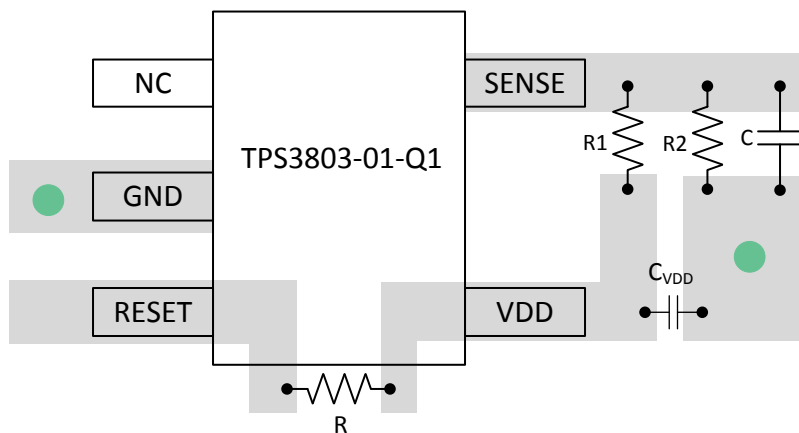 NC
SENSE
TPS3803-01-Q1
R1
R2
C
GND
RESET
VDD
CVDD
R